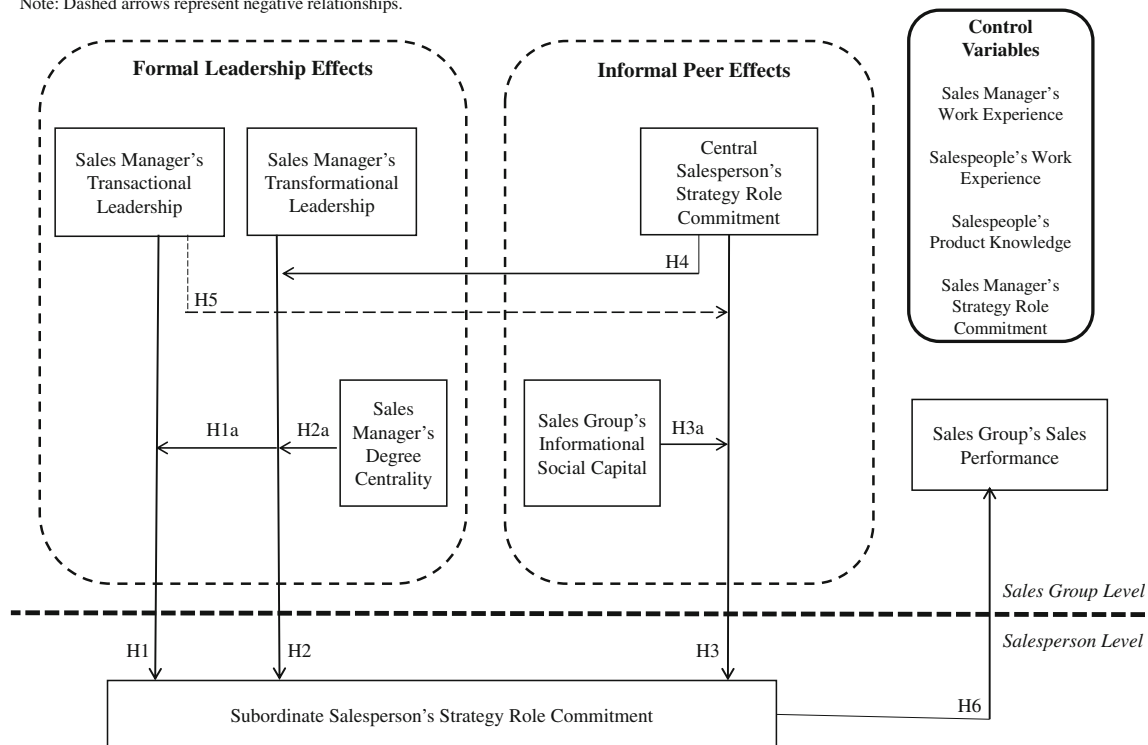 Note: Dashed arrows represent negative relationships.
Formal Leadership Effects
Informal Peer Effects
Control
Variables
Sales Manager's
Work Experience
Salespeople's Work
Experience
Salespeople's
Product Knowledge
Sales Manager's
Strategy Role
Commitment
Sales Manager's
Transactional
Leadership
Sales Manager's
Transformational
Leadership
Central
Salesperson's
Strategy Role
Commitment
H4
H5
H1a
H2a
Sales
Manager's
Degree
Centrality
Sales Group's
Informational
Social Capital
H3a
Sales Group's Sales
Performance
Sales Group Level
Salesperson Level
H1
H2
H3
Subordinate Salesperson's Strategy Role Commitment
H6